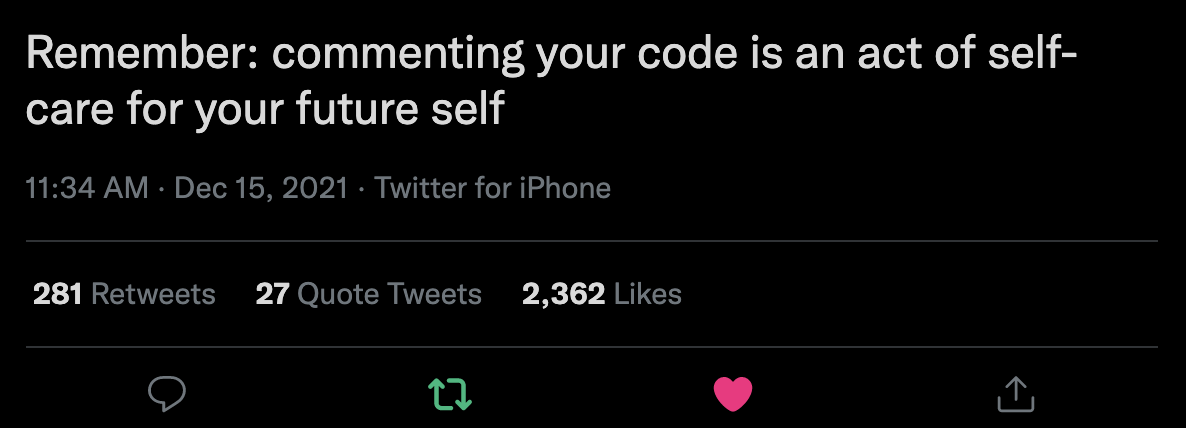 Remember: commenting your code is an act of self-
care for your future self
11:34 AM · Dec 15, 2021 · Twitter for iPhone
281 Retweets 27 Quote Tweets 2,362 Likes